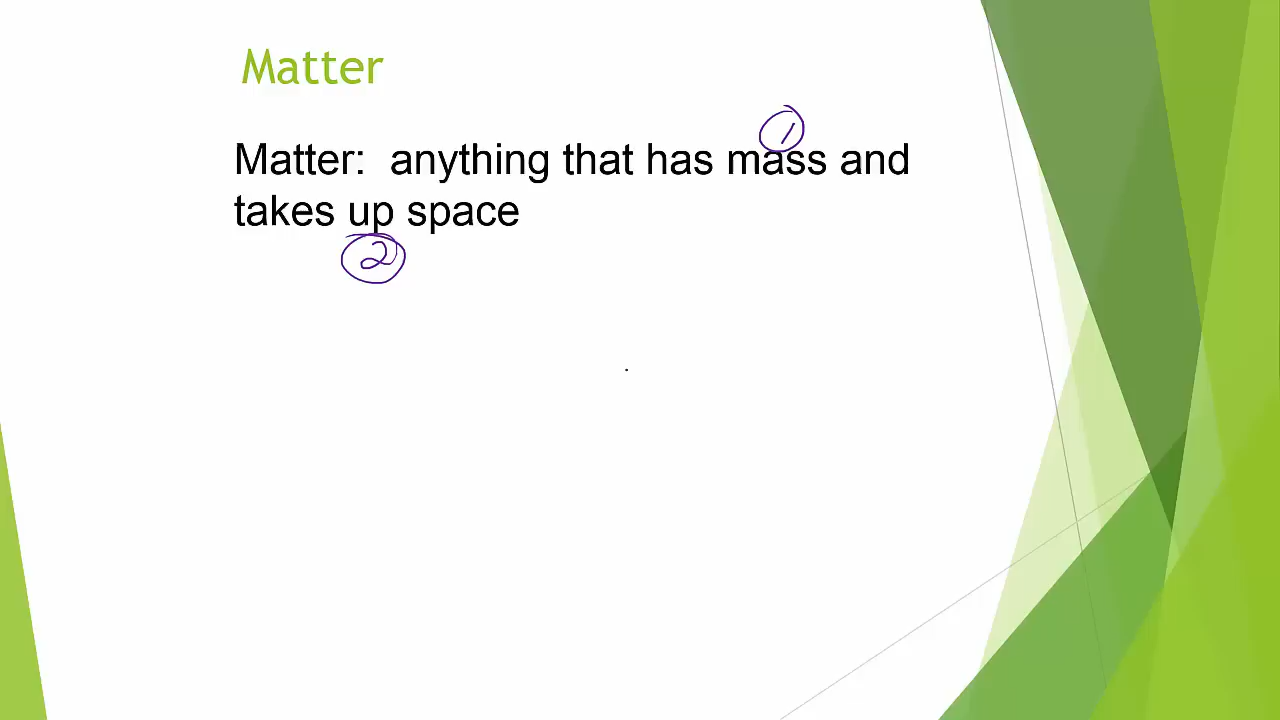 Matter
①
Matter: anything that has mass and
takes up space
②